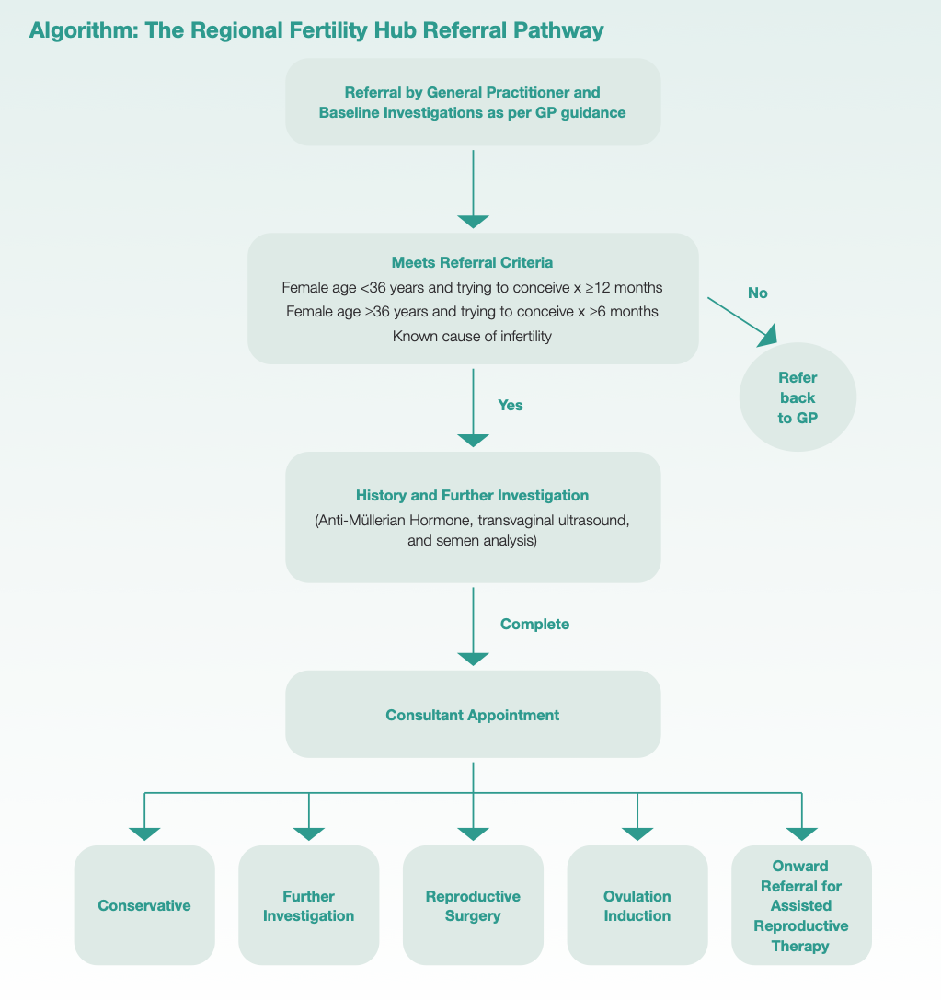 Algorithm: The Regional Fertility Hub Referral Pathway
Referral by General Practitioner and
Baseline Investigations as per GP guidance
Meets Referral Criteria
Female age <36 years and trying to conceive x ≥12 months
Female age ≥36 years and trying to conceive x ≥6 months
Known cause of infertility
No
Refer
back
to GP
Yes
History and Further Investigation
(Anti-Müllerian Hormone, transvaginal ultrasound,
and semen analysis)
Complete
Consultant Appointment
Conservative
Further
Investigation
Reproductive
Surgery
Ovulation
Induction
Onward
Referral for
Assisted
Reproductive
Therapy